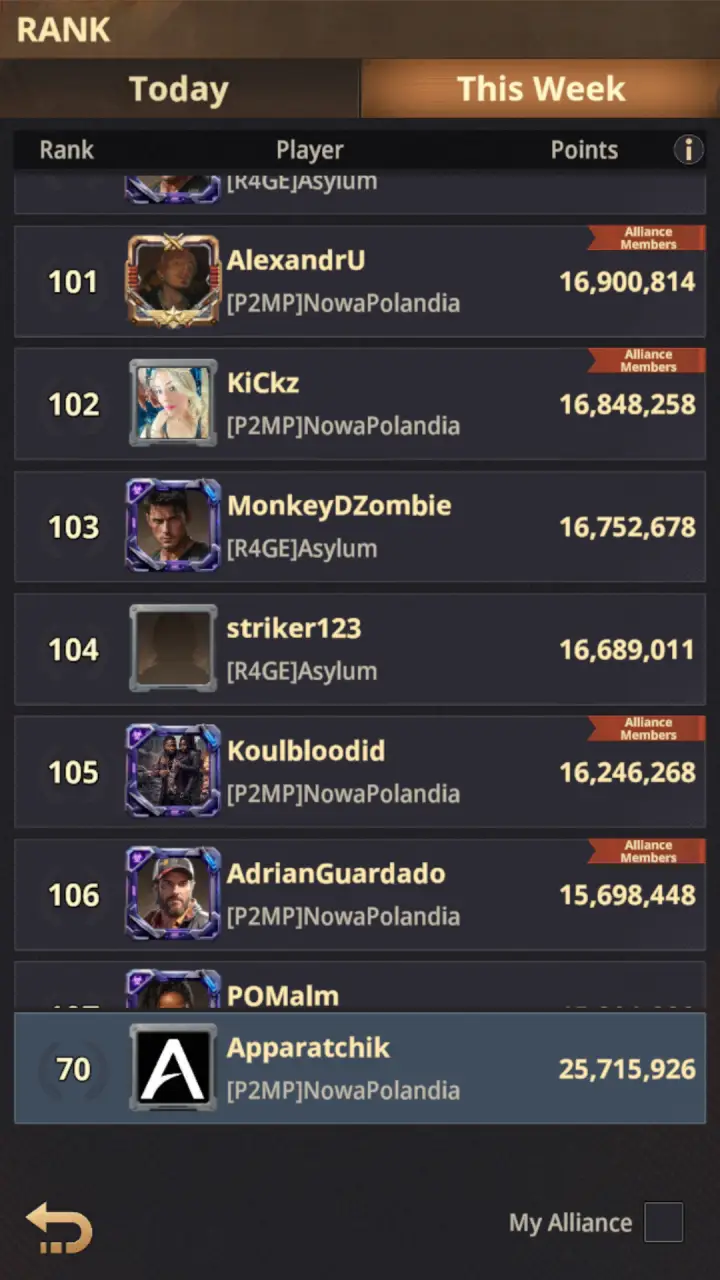 RANK
Today
This Week
Rank
Player
Points
i
[R4GE]Asylum
Alliance
Members
101
AlexandrU
16,900,814
[P2MP]NowaPolandia
Alliance
Members
102
KiCkz
16,848,258
[P2MP]NowaPolandia
103
MonkeyDZombie
16,752,678
[R4GE]Asylum
104
striker123
16,689,011
[R4GE]Asylum
Alliance
Members
105
Koulbloodid
16,246,268
[P2MP]NowaPolandia
Alliance
Members
106
AdrianGuardado
15,698,448
[P2MP]NowaPolandia
POMalm
70
Apparatchik
25,715,926
[P2MP]NowaPolandia
My Alliance